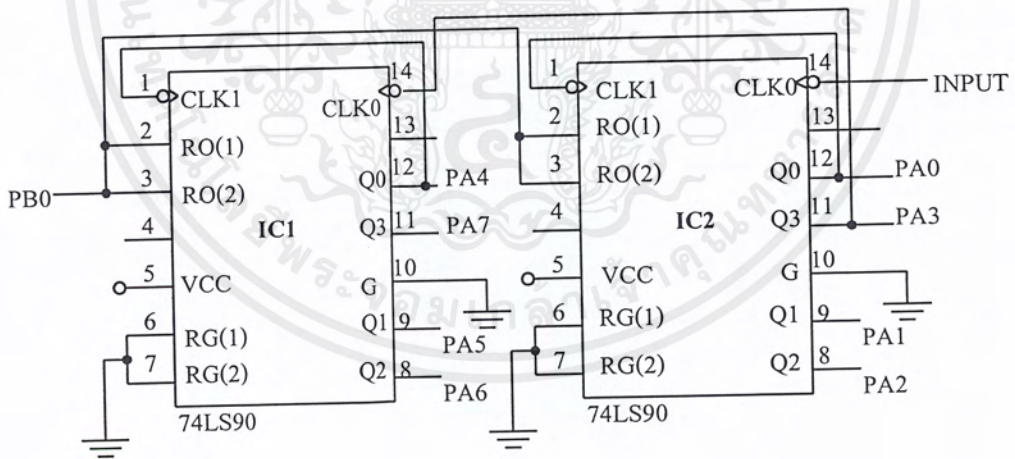 PB0
1
CLK1
2
RO(1)
3
RO(2)
4
5
VCC
6
RG(1)
7
RG(2)
14
CLK0
13
12
Q0
PA4
11
Q3
PA7
10
G
9
Q1
PA5
8
Q2
PA6
IC1
74LS90
1
CLK1
2
RO(1)
3
RO(2)
4
5
VCC
6
RG(1)
7
RG(2)
14
CLK0
INPUT
13
12
Q0
PA0
11
Q3
PA3
10
G
9
Q1
PA1
8
Q2
PA2
IC2
74LS90